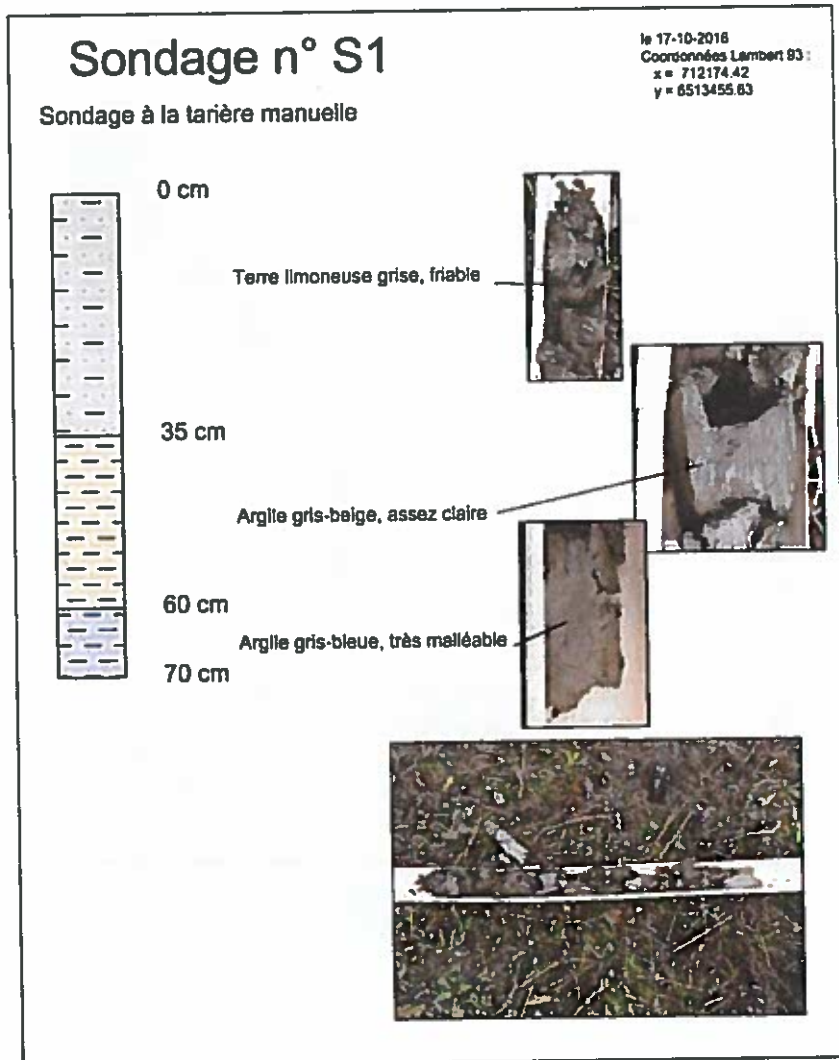 Sondage n° S1
le 17-10-2016
Coordonnées Lambert 93 :
x = 712174.42
y = 6513455.63
Sondage à la tarière manuelle
0 cm
Terre limoneuse grise, friable
35 cm
Argile gris-beige, assez claire
60 cm
Argile gris-bleue, très malléable
70 cm